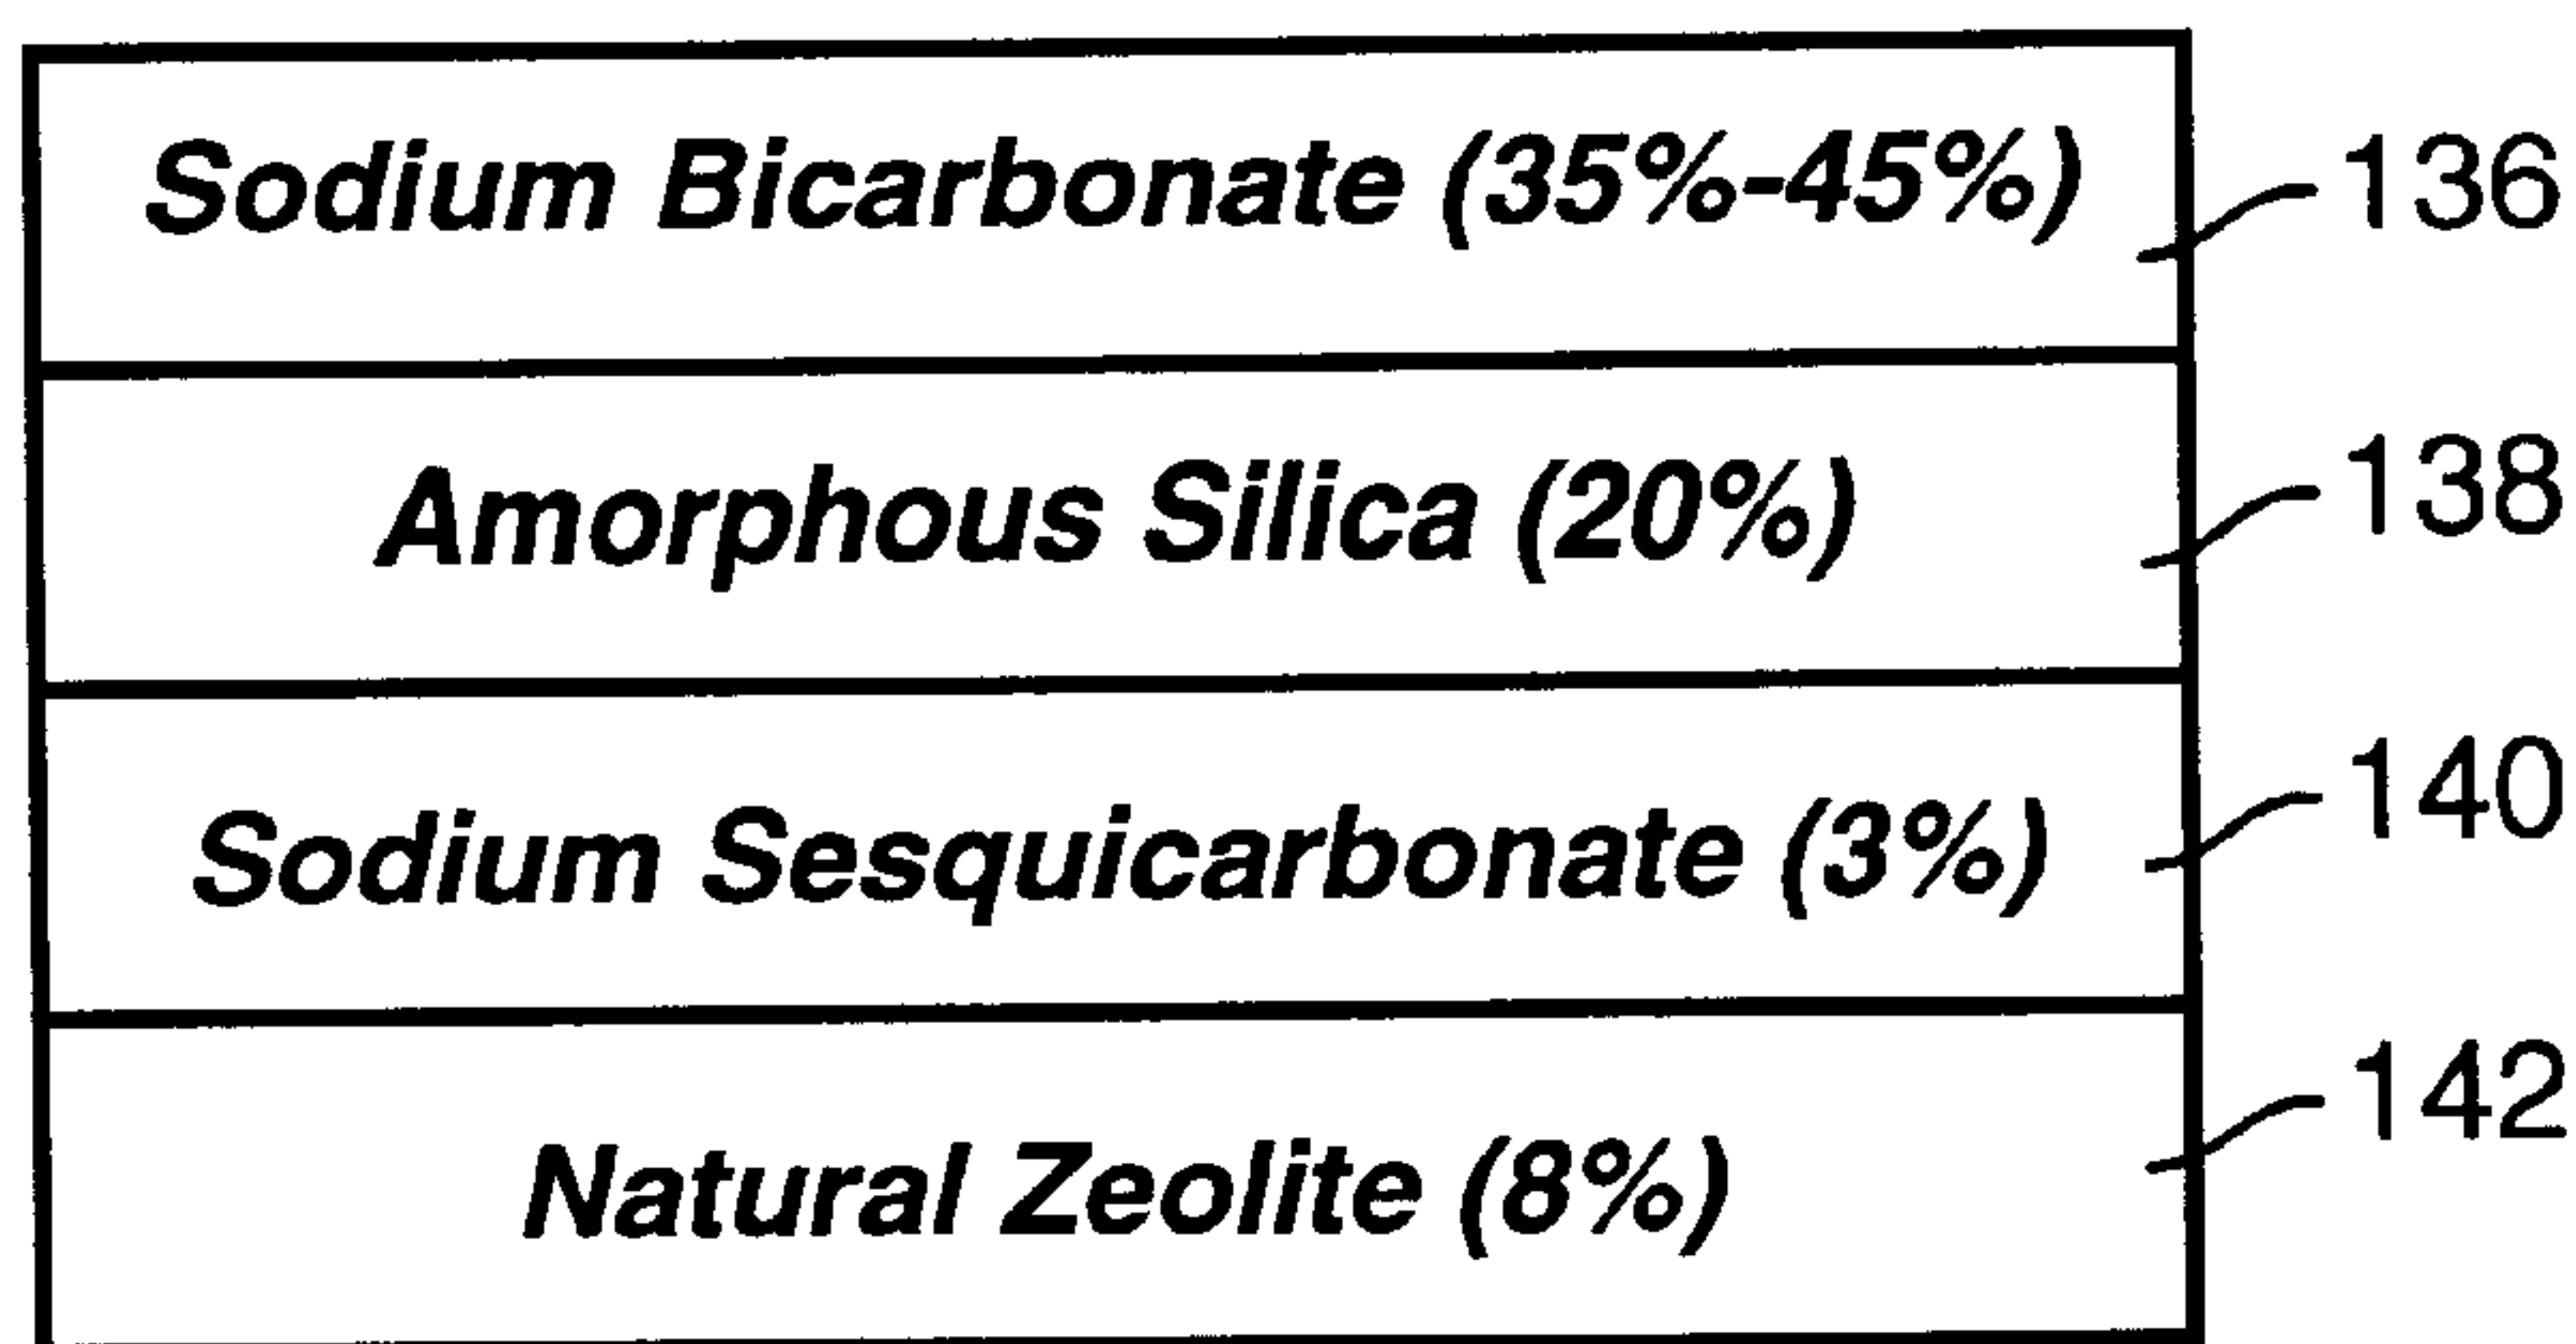 Sodium Bicarbonate (35%-45%) 136
Amorphous Silica (20%) 138
Sodium Sesquicarbonate (3%) 140
Natural Zeolite (8%) 142